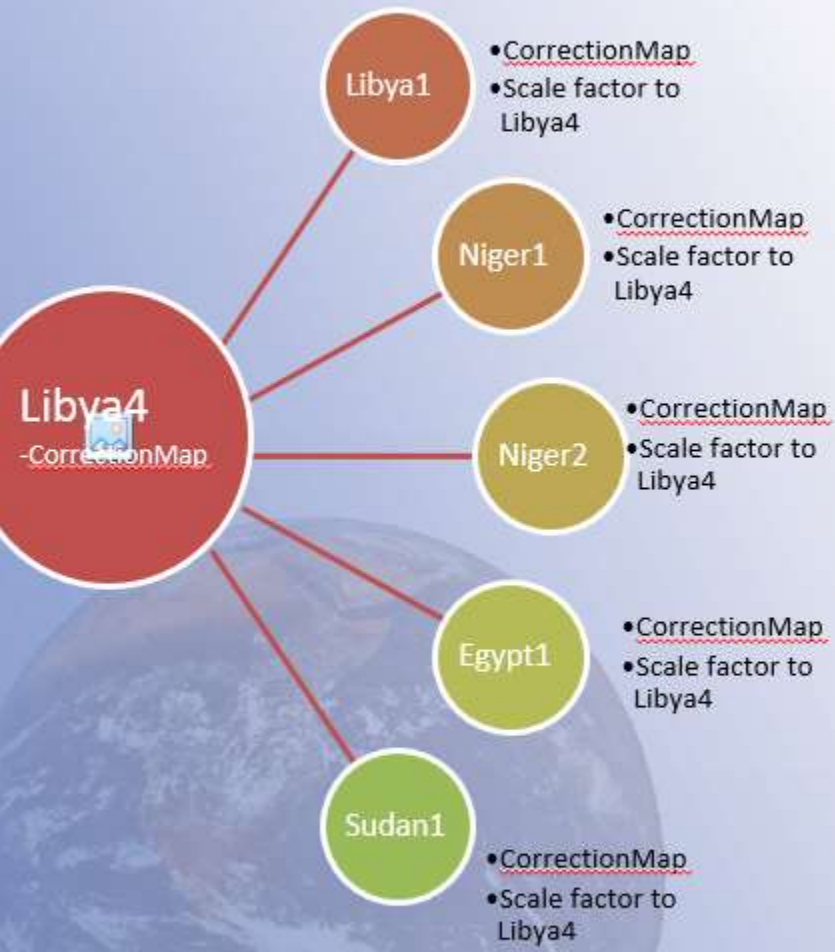 Libya1
•CorrectionMap
•Scale factor to
Libya4
Niger1
•CorrectionMap
•Scale factor to
Libya4
Libya4
-CorrectionMap
Niger2
•CorrectionMap
•Scale factor to
Libya4
Egypt1
•CorrectionMap
•Scale factor to
Libya4
Sudan1
•CorrectionMap
•Scale factor to
Libya4